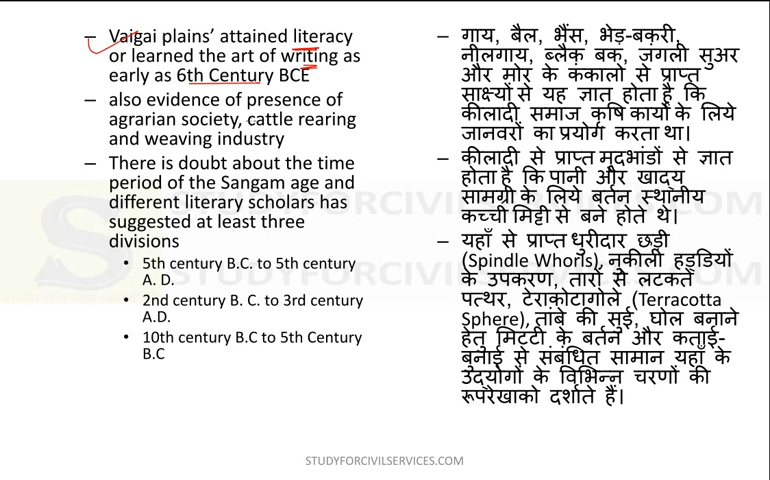 – Vaigai plains’ attained literacy
or learned the art of writing as
early as 6th Century BCE
– also evidence of presence of
agrarian society, cattle rearing
and weaving industry
– There is doubt about the time
period of the Sangam age and
different literary scholars has
suggested at least three
divisions
• 5th century B.C. to 5th century
A. D.
• 2nd century B. C. to 3rd century
A.D.
• 10th century B.C to 5th Century
B.C
– गाय, बैल, भैंस, भेड़-बकरी,
नीलगाय, ब्लैक बक, जंगली सुअर
और मोर के कंकालों से प्राप्त
साक्ष्यों से यह ज्ञात होता है कि
कीलादी समाज कृषि कार्यों के लिये
जानवरों का प्रयोग करता था।
– कीलादी से प्राप्त मृदभांडों से ज्ञात
होता है कि पानी और खाद्य
सामग्री के लिये बर्तन स्थानीय
कच्ची मिट्टी से बने होते थे।
– यहाँ से प्राप्त धुरीदार छड़ी
(Spindle Whorls), नुकीली हड्डियों
के उपकरण, तारों से लटकते
पत्थर, टेराकोटागोले (Terracotta
Sphere), तांबे की सुई, घोल बनाने
हेतु मिट्टी के बर्तन और कताई-
बुनाई से संबंधित सामान यहाँ के
उद्योगों के विभिन्न चरणों की
रूपरेखाको दर्शाते हैं।
STUDYFORCIVILSERVICES.COM